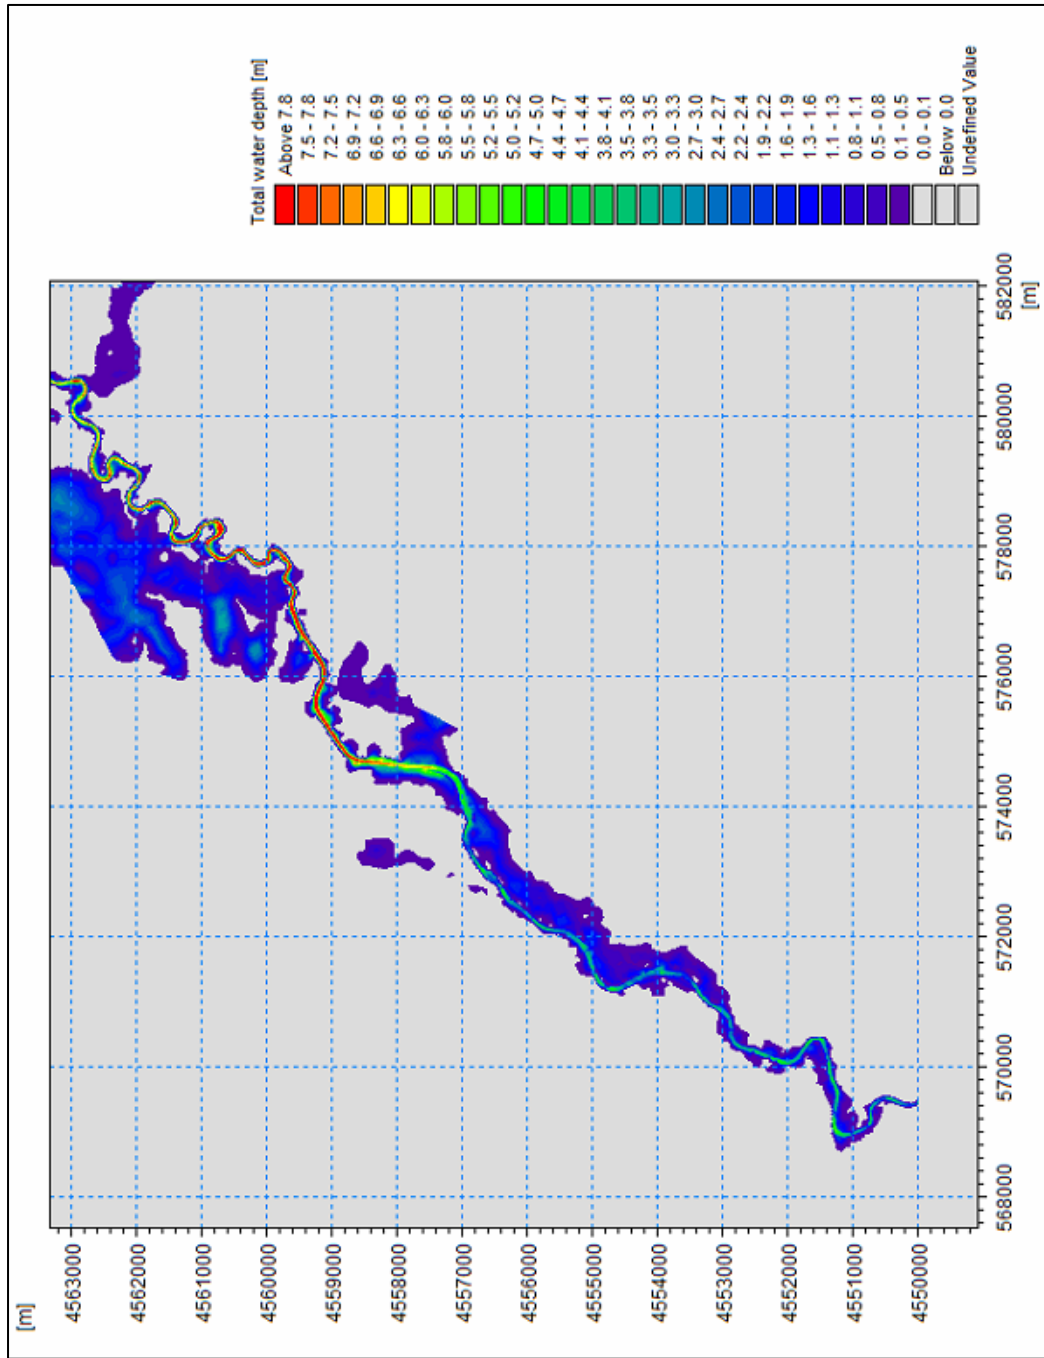 Total water depth [m]
Above 7.8
7.5 - 7.8
7.2 - 7.5
6.9 - 7.2
6.6 - 6.9
6.3 - 6.6
6.0 - 6.3
5.8 - 6.0
5.5 - 5.8
5.2 - 5.5
5.0 - 5.2
4.7 - 5.0
4.4 - 4.7
4.1 - 4.4
3.8 - 4.1
3.5 - 3.8
3.3 - 3.5
3.0 - 3.3
2.7 - 3.0
2.4 - 2.7
2.2 - 2.4
1.9 - 2.2
1.6 - 1.9
1.3 - 1.6
1.1 - 1.3
0.8 - 1.1
0.5 - 0.8
0.1 - 0.5
0.0 - 0.1
Below 0.0
Undefined Value
[m]
4563000
4562000
4561000
4560000
4559000
4558000
4557000
4556000
4555000
4554000
4553000
4552000
4551000
4550000
568000
570000
572000
574000
576000
578000
580000
582000
[m]